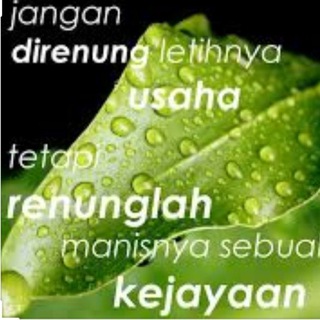 jangan
direnung letihnya
usaha
tetapi
renunglah
manisnya sebua
kejayaan